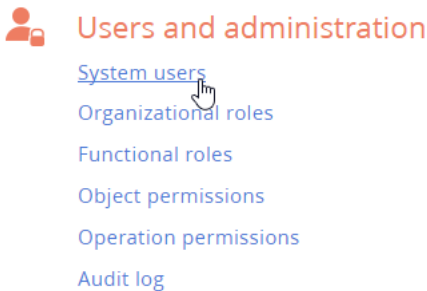 Users and administration
System users
Organizational roles
Functional roles
Object permissions
Operation permissions
Audit log